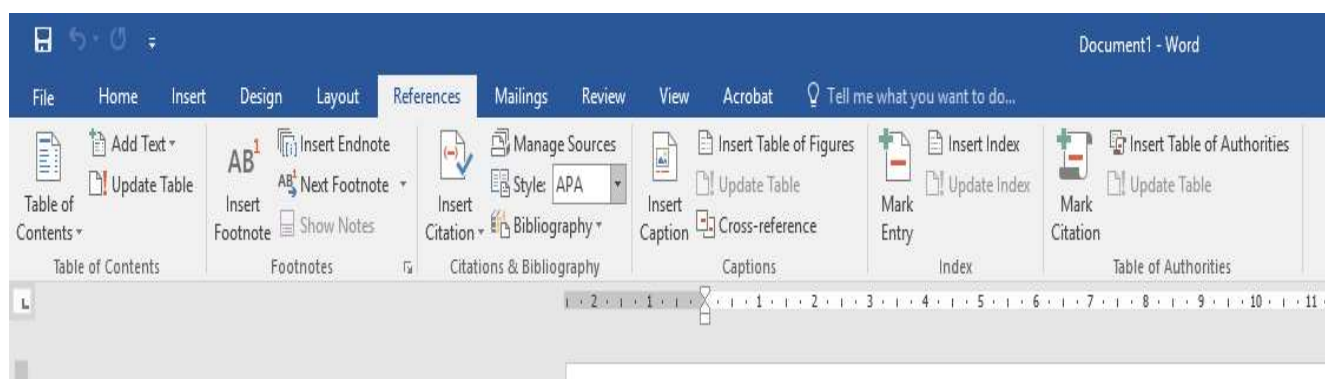 Document1 - Word
File Home Insert Design Layout References Mailings Review View Acrobat Tell me what you want to do...
Table of Contents
Add Text
Update Table
Table of Contents
AB1
Insert Footnote
Insert Endnote
AB1 Next Footnote
Show Notes
Footnotes
Insert Citation
Manage Sources
Style: APA
Bibliography
Citations & Bibliography
Insert Caption
Insert Table of Figures
Update Table
Cross-reference
Captions
Mark Entry
Insert Index
Update Index
Index
Mark Citation
Insert Table of Authorities
Update Table
Table of Authorities
L
2 1 1 2 3 4 5 6 7 8 9 10 11